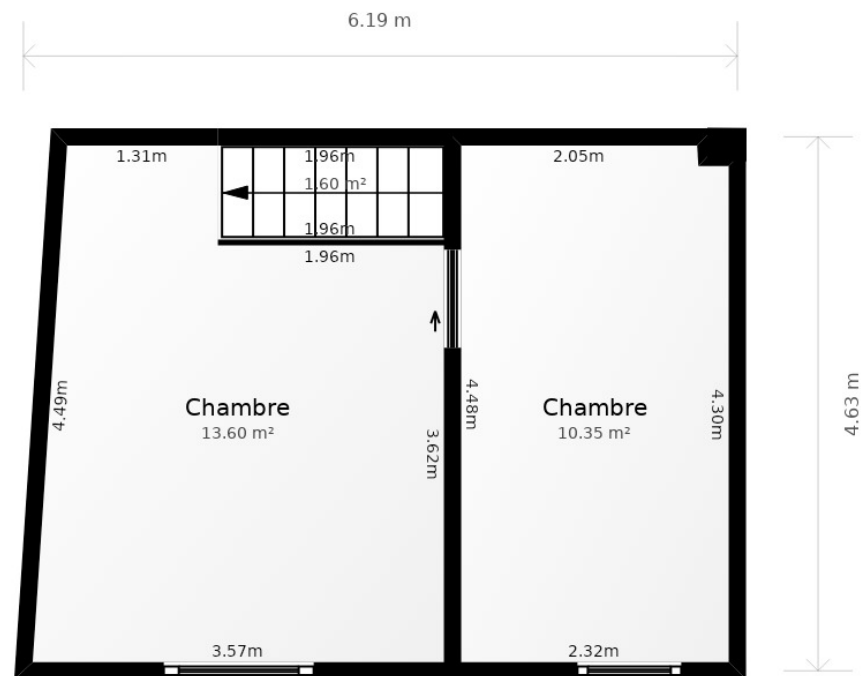 6.19 m
1.31m
1.96m
2.05m
1.60 m²
1.96m
1.96m
4.63 m
4.49m
4.48m
4.30m
Chambre
13.60 m²
Chambre
10.35 m²
3.62m
3.57m
2.32m